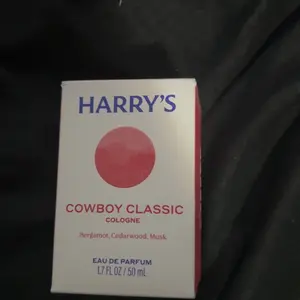 HARRY'S
COWBOY CLASSIC
COLOGNE
Bergamot, Cedarwood, Musk
EAU DE PARFUM
1.7 FL OZ / 50 mL